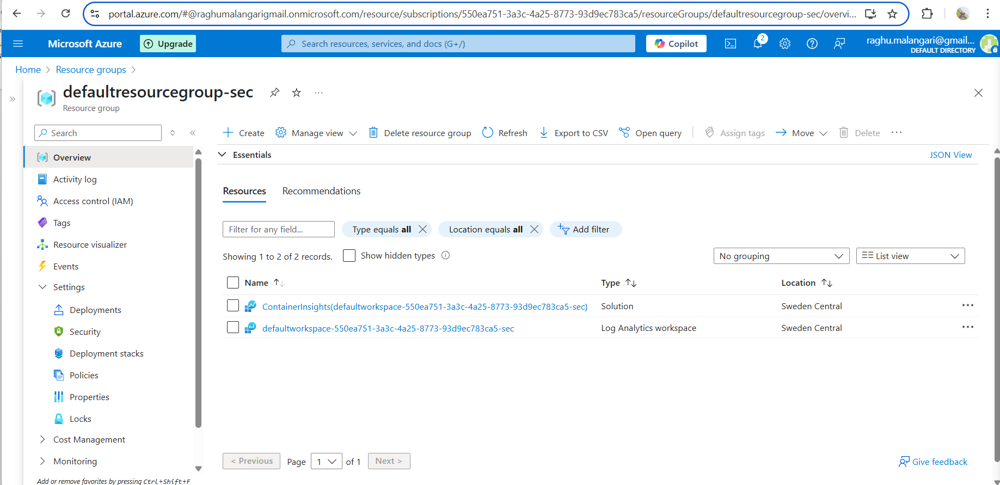 portal.azure.com/#@raghumalangarigmail.onmicrosoft.com/resource/subscriptions/550ea751-3a3c-4a25-8773-93d9ec783ca5/resourceGroups/defaultresourcegroup-sec/overvi...
Microsoft Azure
Upgrade
Search resources, services, and docs (G+/)
Copilot
2
raghu.malangari@gmail...
DEFAULT DIRECTORY
Home > Resource groups >
defaultresourcegroup-sec
Resource group
Search
Overview
Activity log
Access control (IAM)
Tags
Resource visualizer
Events
Settings
Deployments
Security
Deployment stacks
Policies
Properties
Locks
Cost Management
Monitoring
Add or remove favorites by pressing Ctrl+Shift+F
Create
Manage view
Delete resource group
Refresh
Export to CSV
Open query
Assign tags
Move
Delete
Essentials
JSON View
Resources
Recommendations
Filter for any field...
Type equals all
Location equals all
Add filter
Showing 1 to 2 of 2 records.
Show hidden types
No grouping
List view
Name
Type
Location
ContainerInsights(defaultworkspace-550ea751-3a3c-4a25-8773-93d9ec783ca5-sec) Solution Sweden Central
defaultworkspace-550ea751-3a3c-4a25-8773-93d9ec783ca5-sec Log Analytics workspace Sweden Central
< Previous
Page 1 of 1
Next >
Give feedback